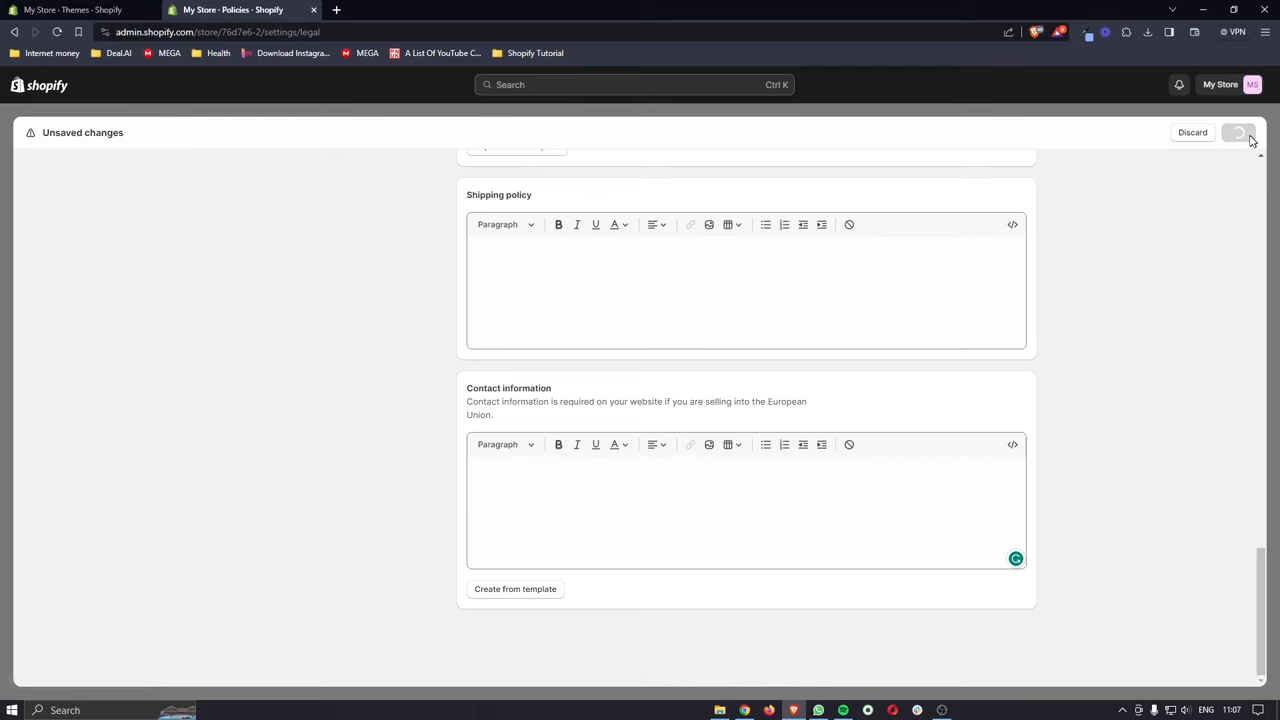 My Store - Themes - Shopify
My Store - Policies - Shopify
admin.shopify.com/store/76d7e6-2/settings/legal
VPN
Internet money
Deal.AI
MEGA
Health
Download Instagra...
MEGA
A List Of YouTube C...
Shopify Tutorial
shopify
Search
Ctrl K
My Store
MS
Unsaved changes
Discard
Shipping policy
Paragraph
B I U A
Contact information
Contact information is required on your website if you are selling into the European
Union.
Paragraph
B I U A
Create from template
Search
ENG
11:07